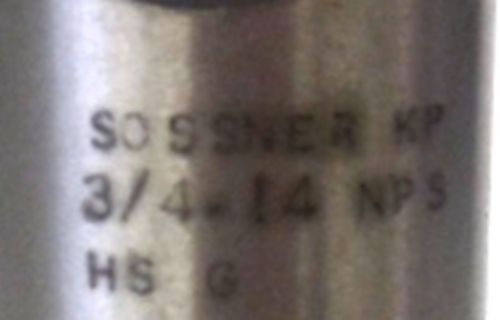 SOSSNER KP
3/4-14 NPS
HS G